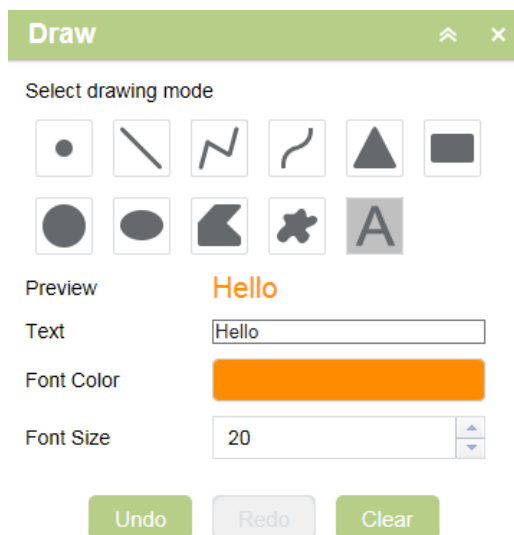 Draw
Select drawing mode
A
Preview Hello
Text Hello
Font Color
Font Size 20
Undo Redo Clear